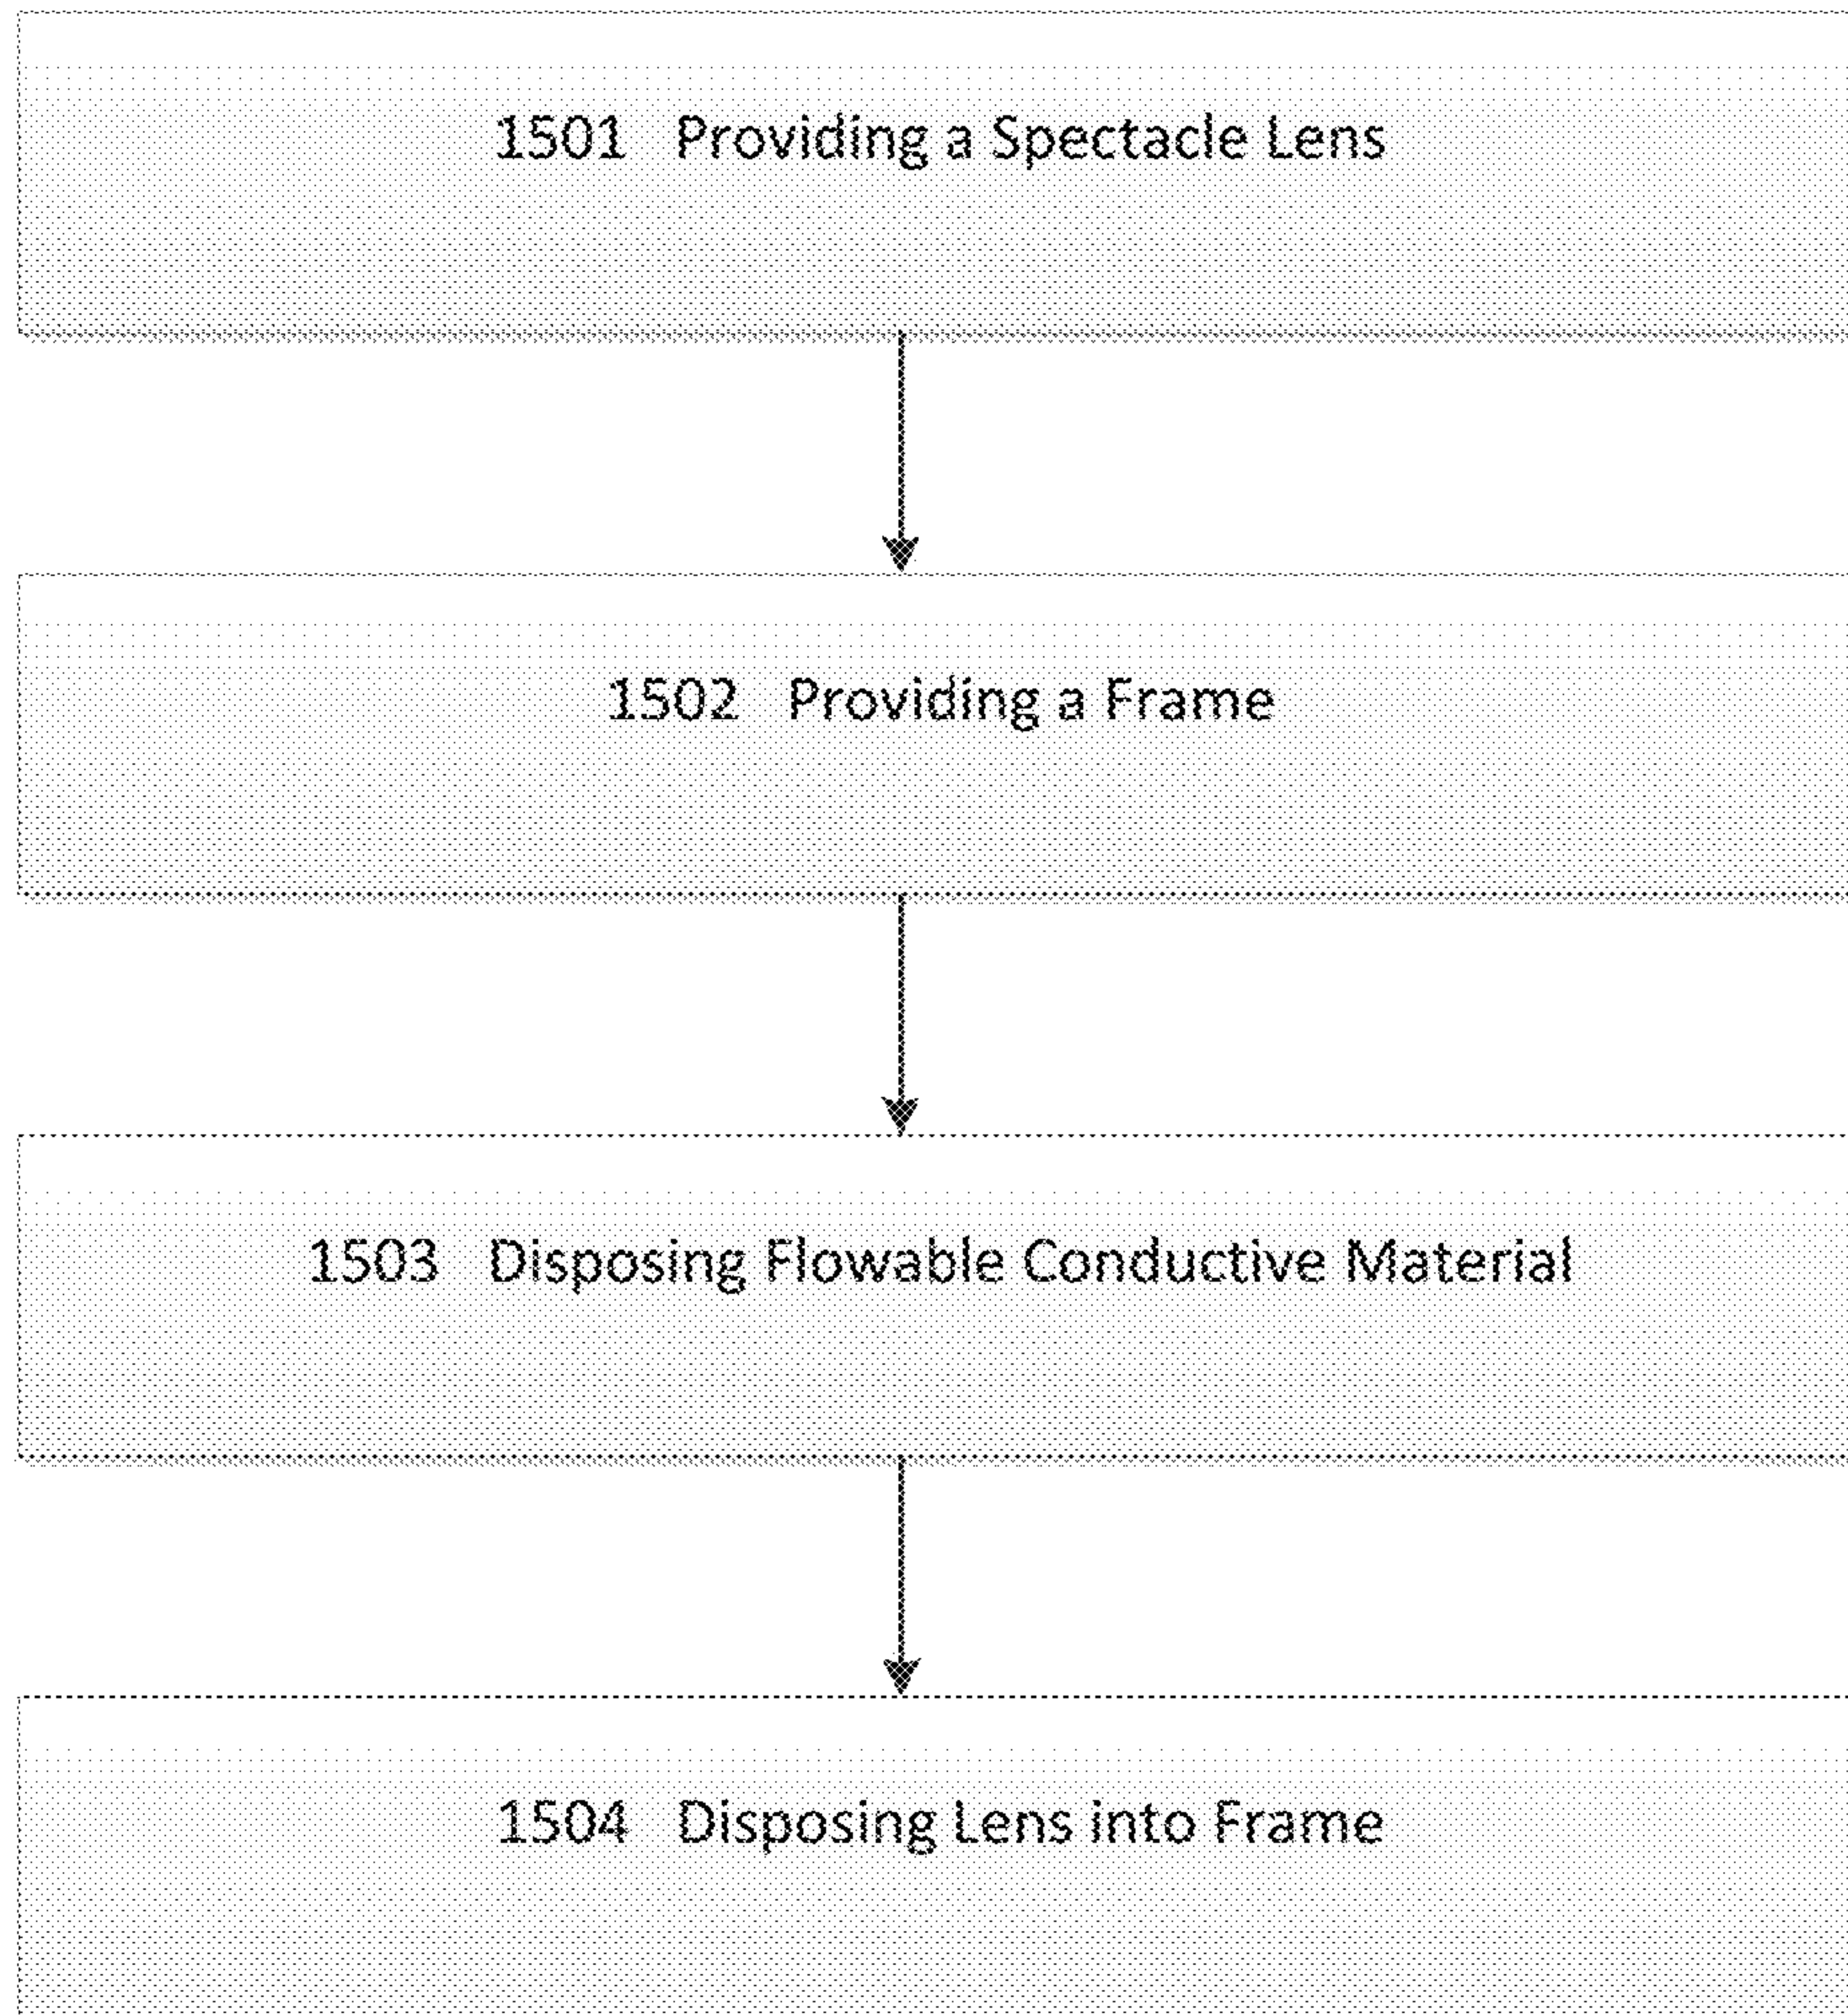 1501 Providing a Spectacle Lens
1502 Providing a Frame
1503 Disposing Flowable Conductive Material
1504 Disposing Lens into Frame